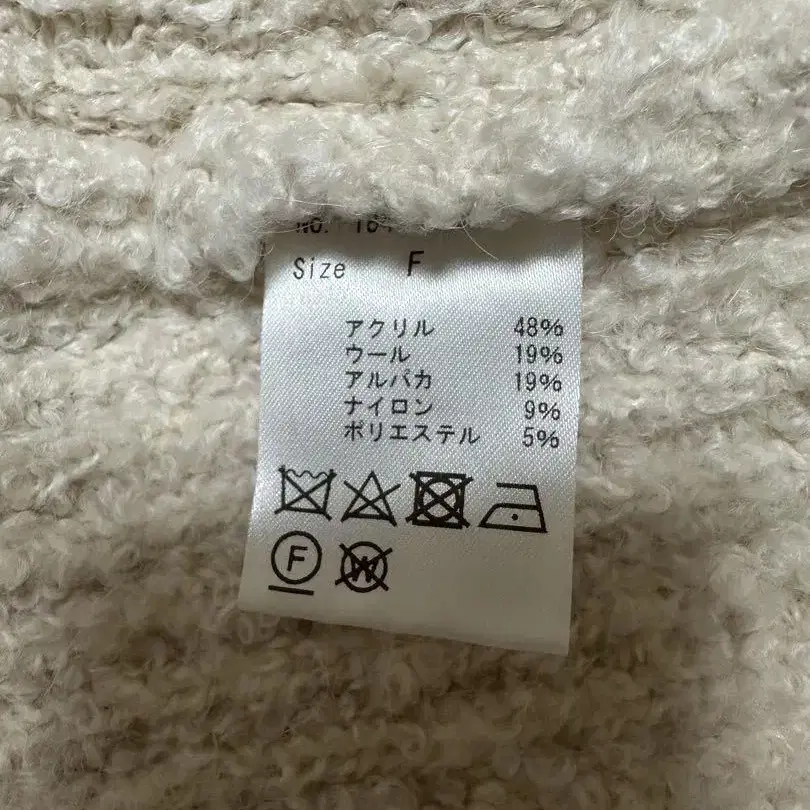 Size F
アクリル 48%
ウール 19%
アルパカ 19%
ナイロン 9%
ポリエステル 5%
F
W